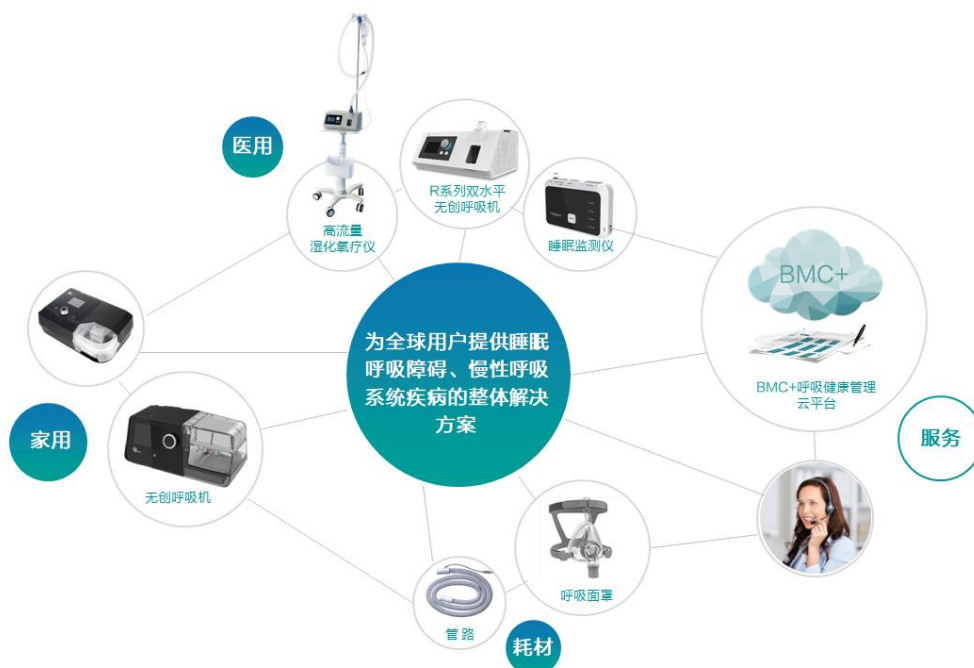 医用
高流量
湿化氧疗仪
R系列双水平
无创呼吸机
睡眠监测仪
BMC+
BMC+呼吸健康管理
云平台
为全球用户提供睡眠
呼吸障碍、慢性呼吸
系统疾病的整体解决
方案
家用
无创呼吸机
服务
呼吸面罩
管路
耗材